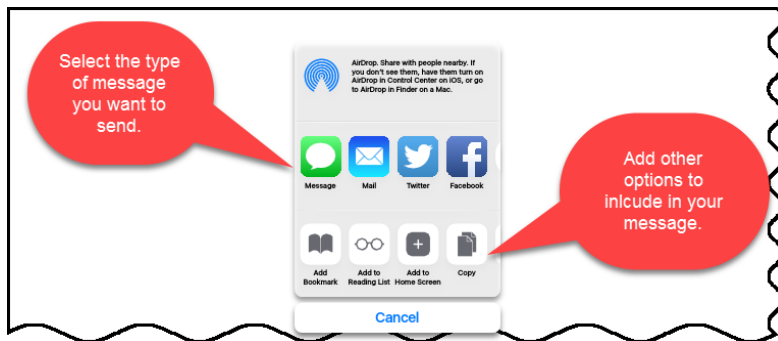 Select the type
of message
you want to
send.
AirDrop. Share with people nearby. If
you don't see them, have them turn on
AirDrop in Control Center on iOS, or go
to AirDrop in Finder on a Mac.
Message Mail Twitter Facebook
Add other
options to
inlcude in your
message.
Add
Bookmark
Add to
Reading List
Add to
Home Screen
Copy
Cancel